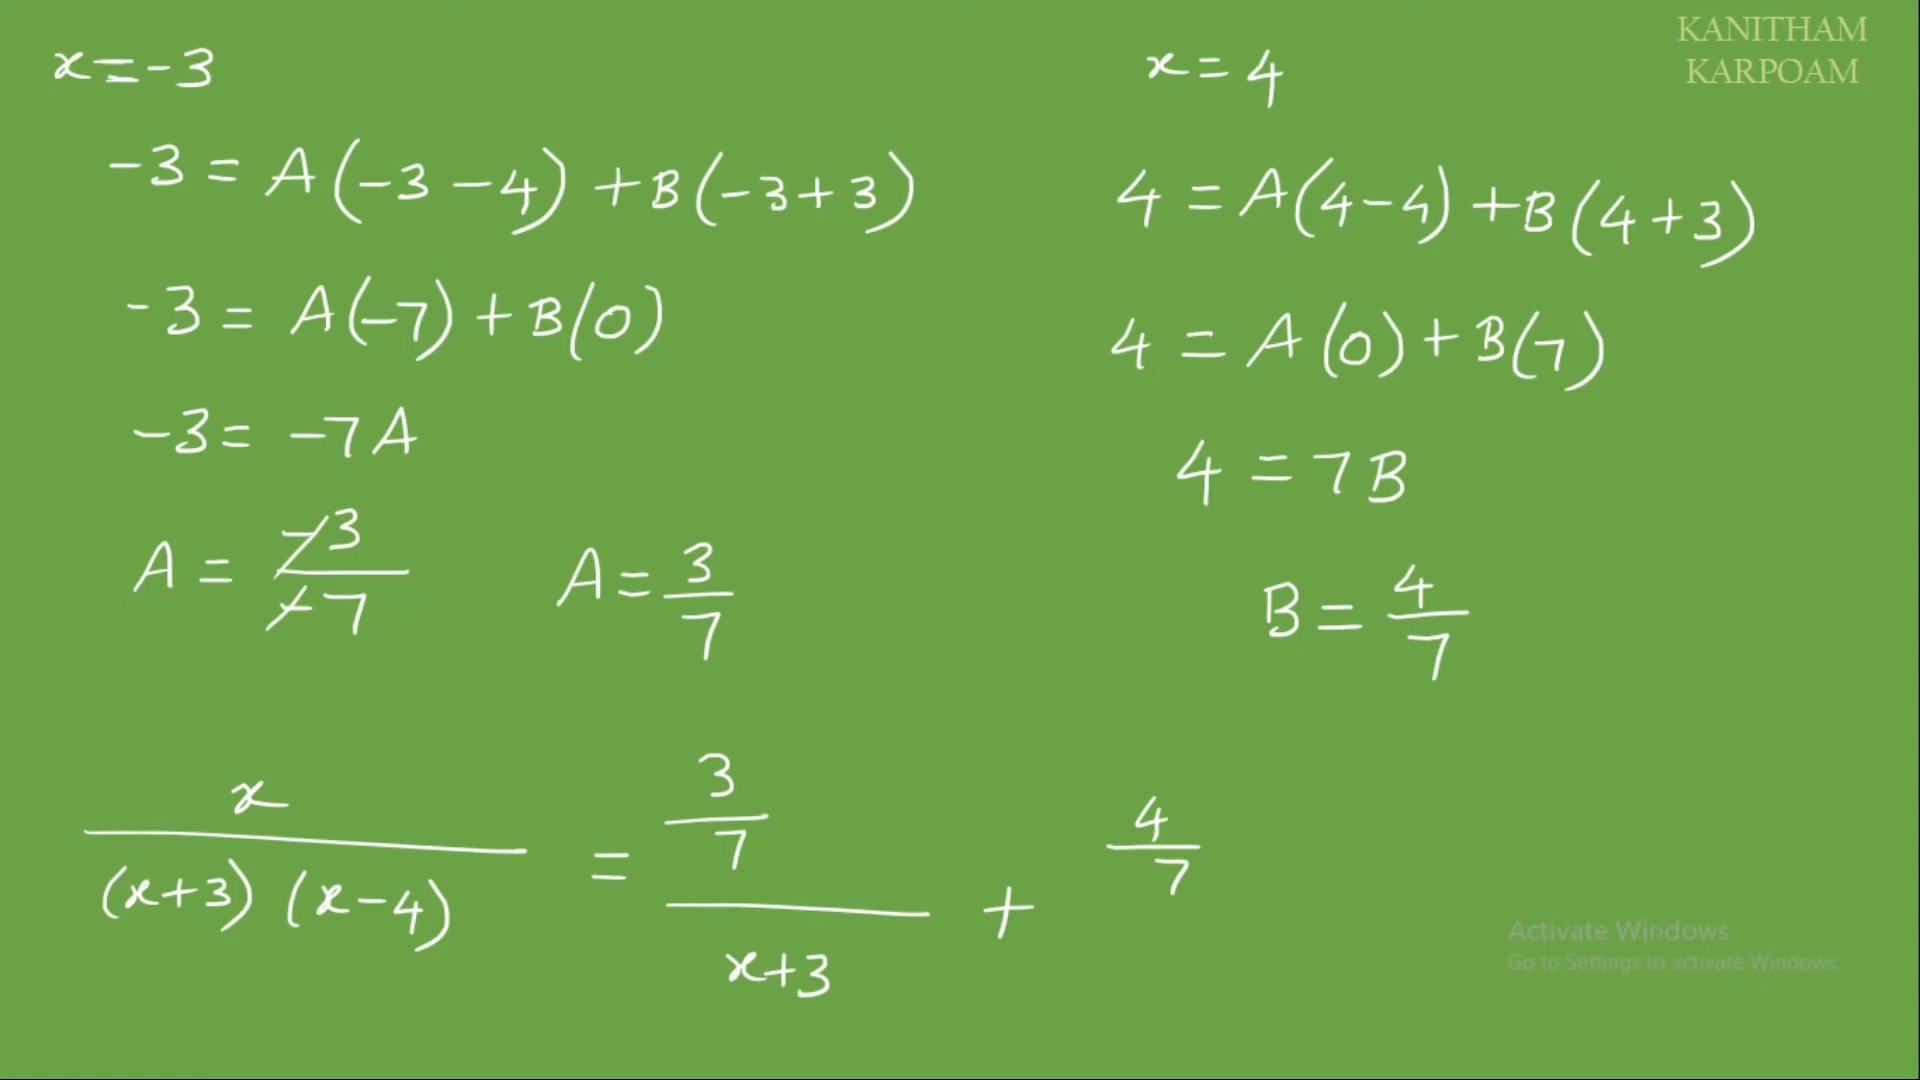 KANITHAM
KARPOAM
x = -3
-3 = A(-3-4) + B(-3+3)
-3 = A(-7) + B(0)
-3 = -7A
A = -3/-7 A = 3/7
x = 4
4 = A(4-4) + B(4+3)
4 = A(0) + B(7)
4 = 7B
B = 4/7
x/((x+3)(x-4)) = (3/7)/(x+3) + 4/7
Activate Windows
Go to Settings to activate Windows.